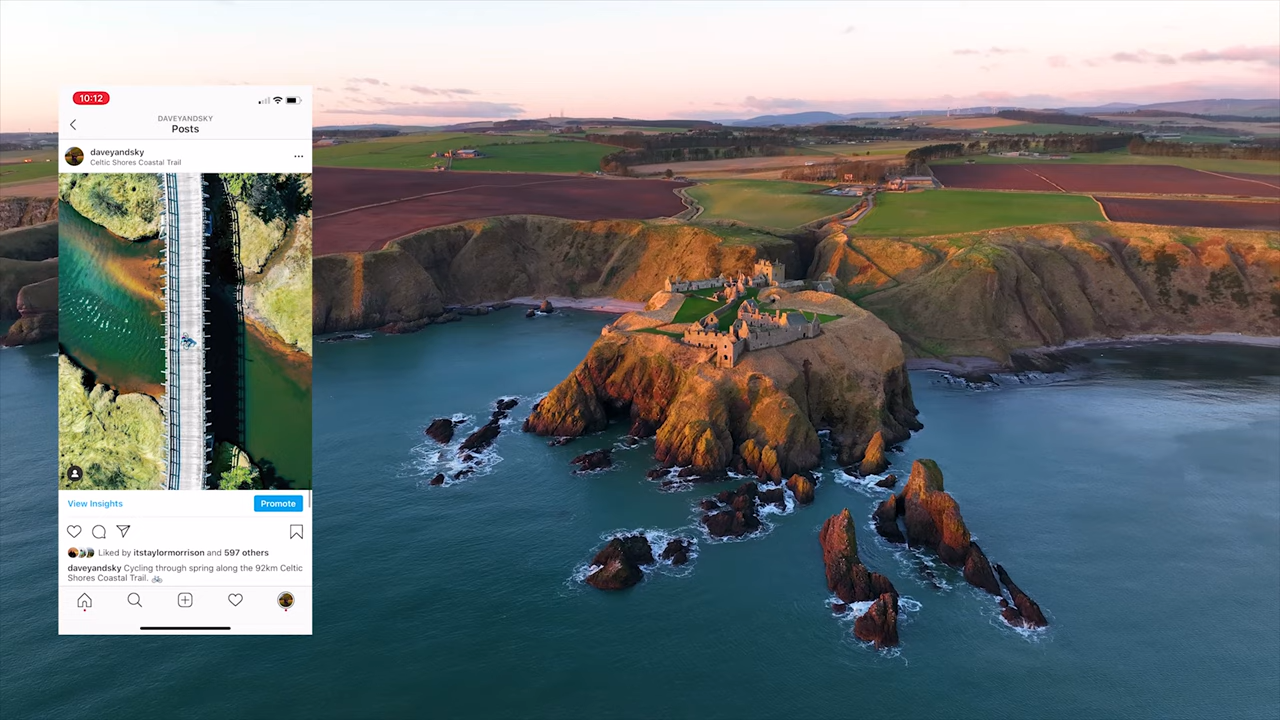 10:12
DAVEYANDSKY
Posts
daveyandsky
Celtic Shores Coastal Trail
View Insights
Promote
Liked by itstaylormorrison and 597 others
daveyandsky Cycling through spring along the 92km Celtic
Shores Coastal Trail. 🚲